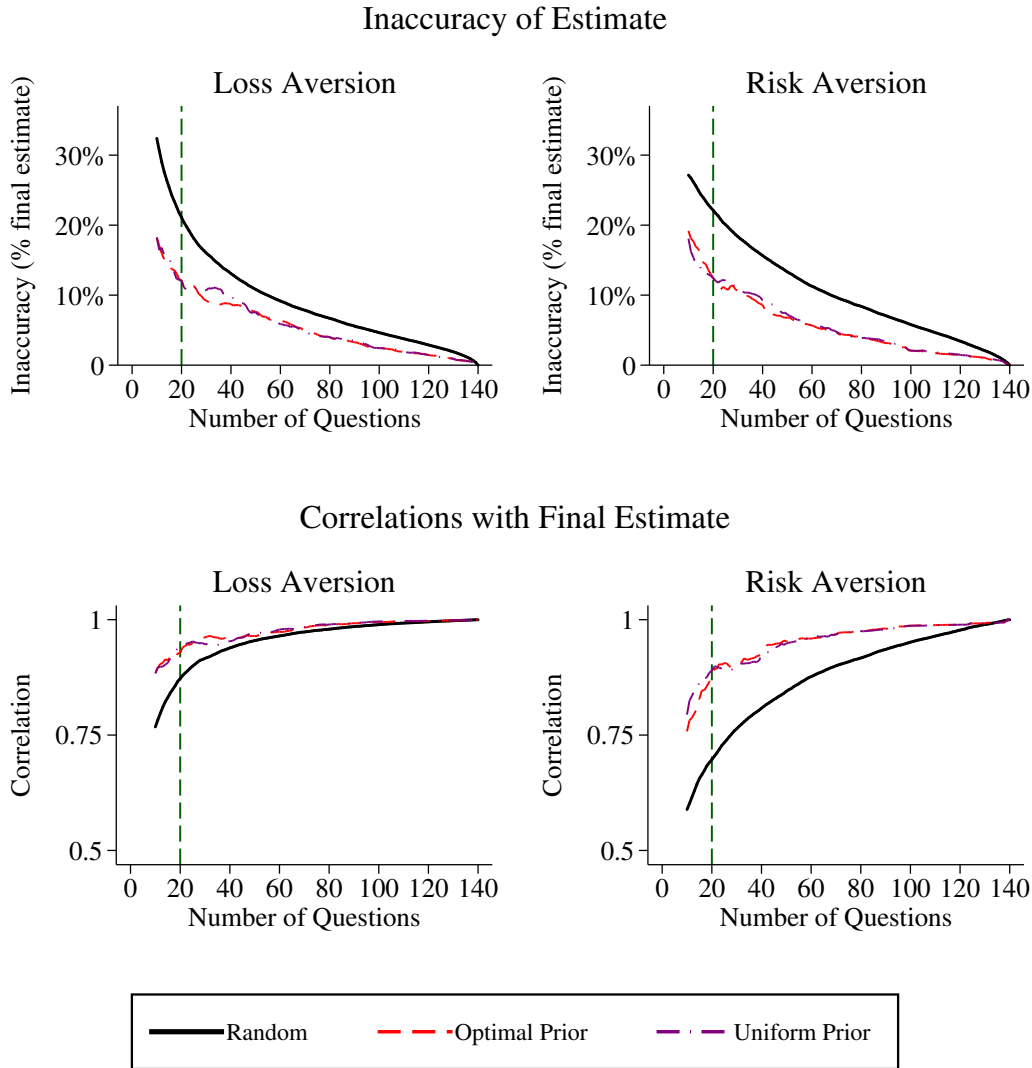 Inaccuracy of Estimate
Loss Aversion
Inaccuracy (% final estimate)
30%
20%
10%
0
0 20 40 60 80 100 120 140
Number of Questions
Risk Aversion
Inaccuracy (% final estimate)
30%
20%
10%
0
0 20 40 60 80 100 120 140
Number of Questions
Correlations with Final Estimate
Loss Aversion
Correlation
1
0.75
0.5
0 20 40 60 80 100 120 140
Number of Questions
Risk Aversion
Correlation
1
0.75
0.5
0 20 40 60 80 100 120 140
Number of Questions
Random Optimal Prior Uniform Prior